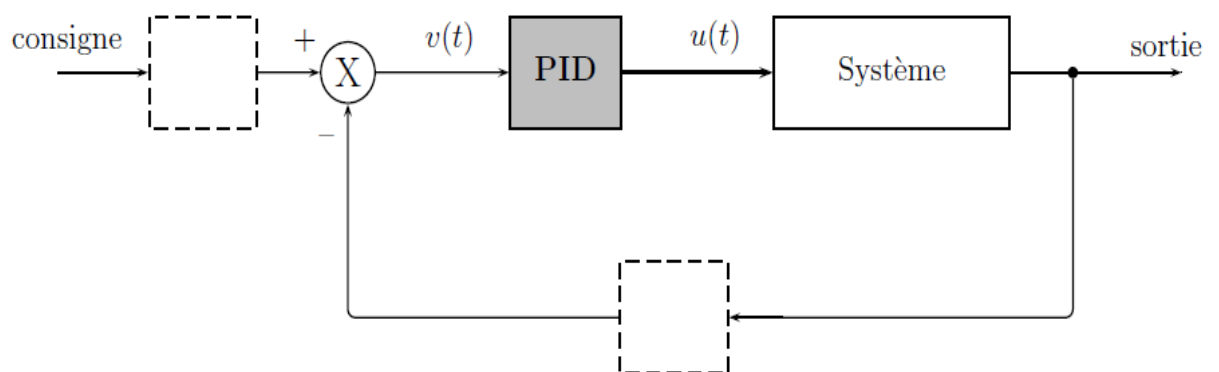 consigne
+
X
−
v(t)
PID
u(t)
Système
sortie